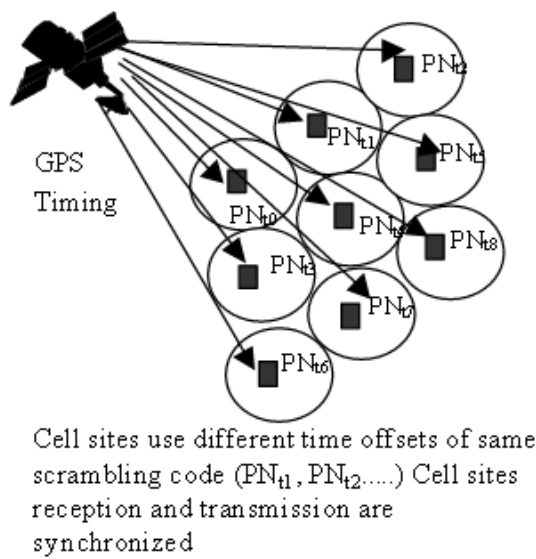 PNt2
PNt1
PNt5
GPS
Timing
PNt0
PNt8
PNt7
PNt6
Cell sites use different time offsets of same
scrambling code (PNt1, PNt2.....) Cell sites
reception and transmission are
synchronized